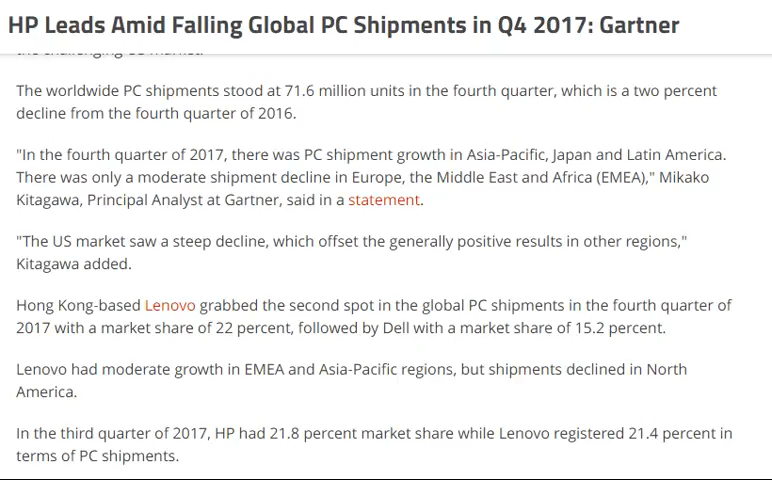 HP Leads Amid Falling Global PC Shipments in Q4 2017: Gartner
The worldwide PC shipments stood at 71.6 million units in the fourth quarter, which is a two percent
decline from the fourth quarter of 2016.
"In the fourth quarter of 2017, there was PC shipment growth in Asia-Pacific, Japan and Latin America.
There was only a moderate shipment decline in Europe, the Middle East and Africa (EMEA)," Mikako
Kitagawa, Principal Analyst at Gartner, said in a statement.
"The US market saw a steep decline, which offset the generally positive results in other regions,"
Kitagawa added.
Hong Kong-based Lenovo grabbed the second spot in the global PC shipments in the fourth quarter of
2017 with a market share of 22 percent, followed by Dell with a market share of 15.2 percent.
Lenovo had moderate growth in EMEA and Asia-Pacific regions, but shipments declined in North
America.
In the third quarter of 2017, HP had 21.8 percent market share while Lenovo registered 21.4 percent in
terms of PC shipments.